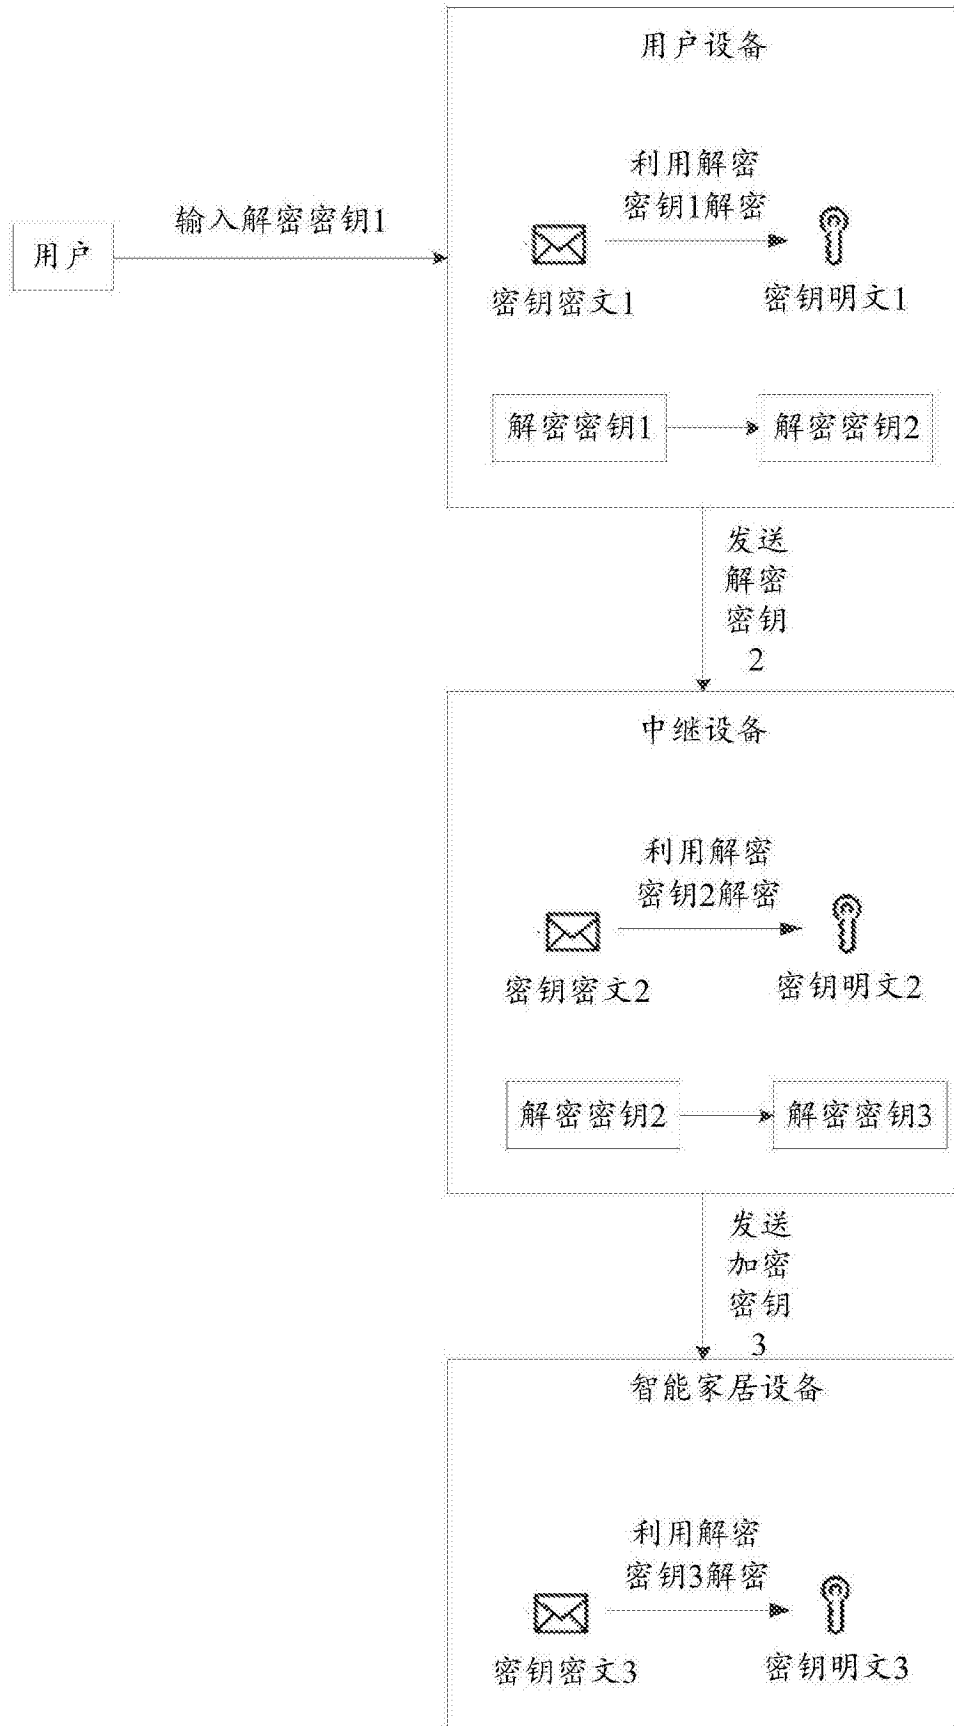 用户设备
利用解密
密钥1解密
输入解密密钥1
用户
密钥密文1
密钥明文1
解密密钥1
解密密钥2
发送
解密
密钥
2
中继设备
利用解密
密钥2解密
密钥密文2
密钥明文2
解密密钥2
解密密钥3
发送
加密
密钥
3
智能家居设备
利用解密
密钥3解密
密钥密文3
密钥明文3